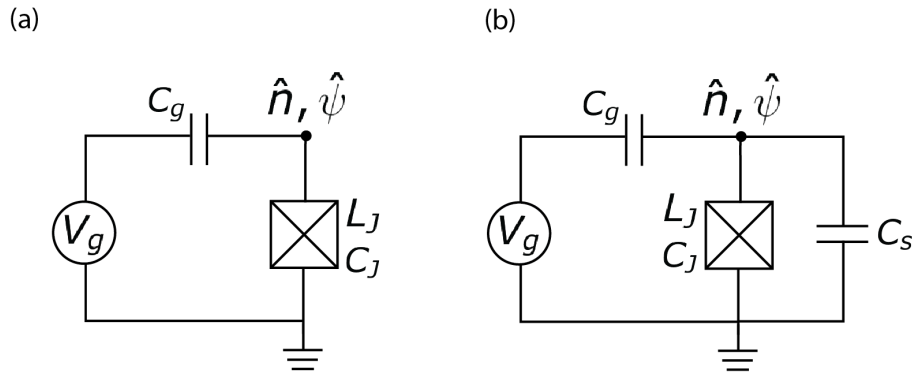 (a)
C_g
n̂, ψ̂
V_g
L_J
C_J
(b)
C_g
n̂, ψ̂
V_g
L_J
C_J
C_s